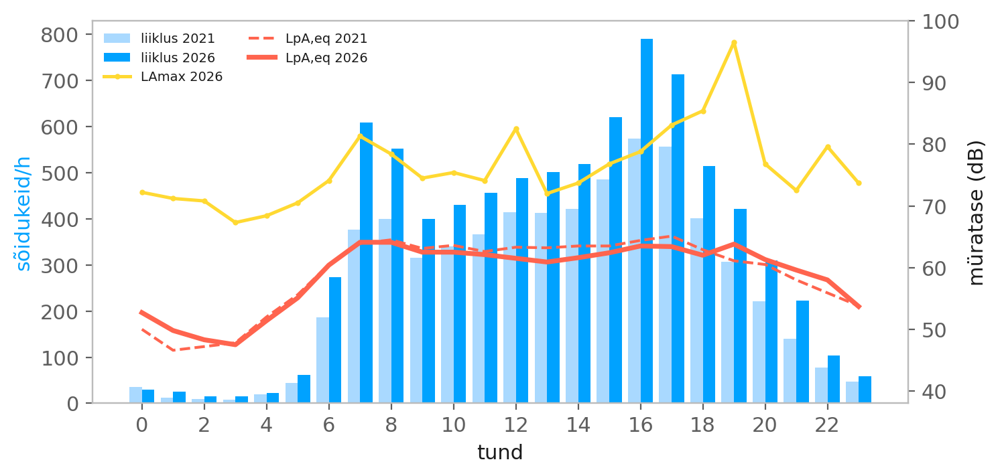 liiklus 2021
liiklus 2026
LAmax 2026
LpA,eq 2021
LpA,eq 2026
sõidukeid/h
800
700
600
500
400
300
200
100
0
100
90
80
70
60
50
40
müratase (dB)
0 2 4 6 8 10 12 14 16 18 20 22
tund